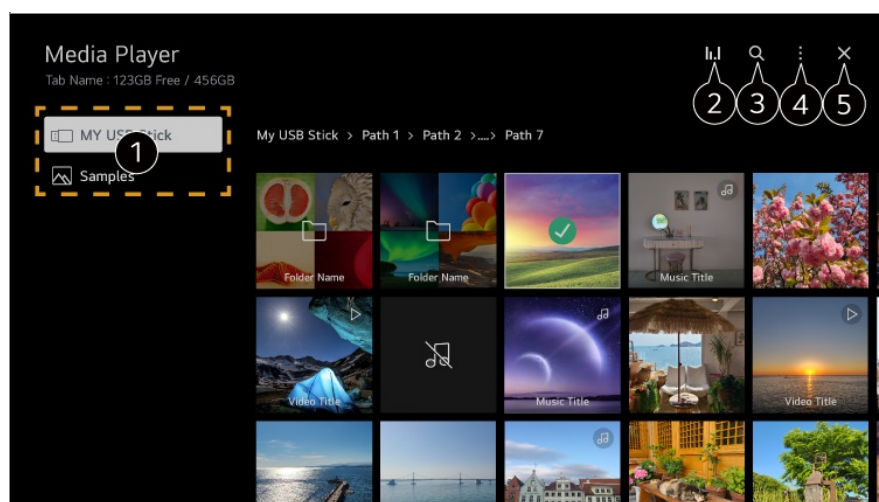 Media Player
Tab Name : 123GB Free / 456GB
2
3
4
5
MY USB Stick
1
Samples
My USB Stick > Path 1 > Path 2 >....> Path 7
Folder Name
Folder Name
Music Title
Video Title
Music Title
Video Title